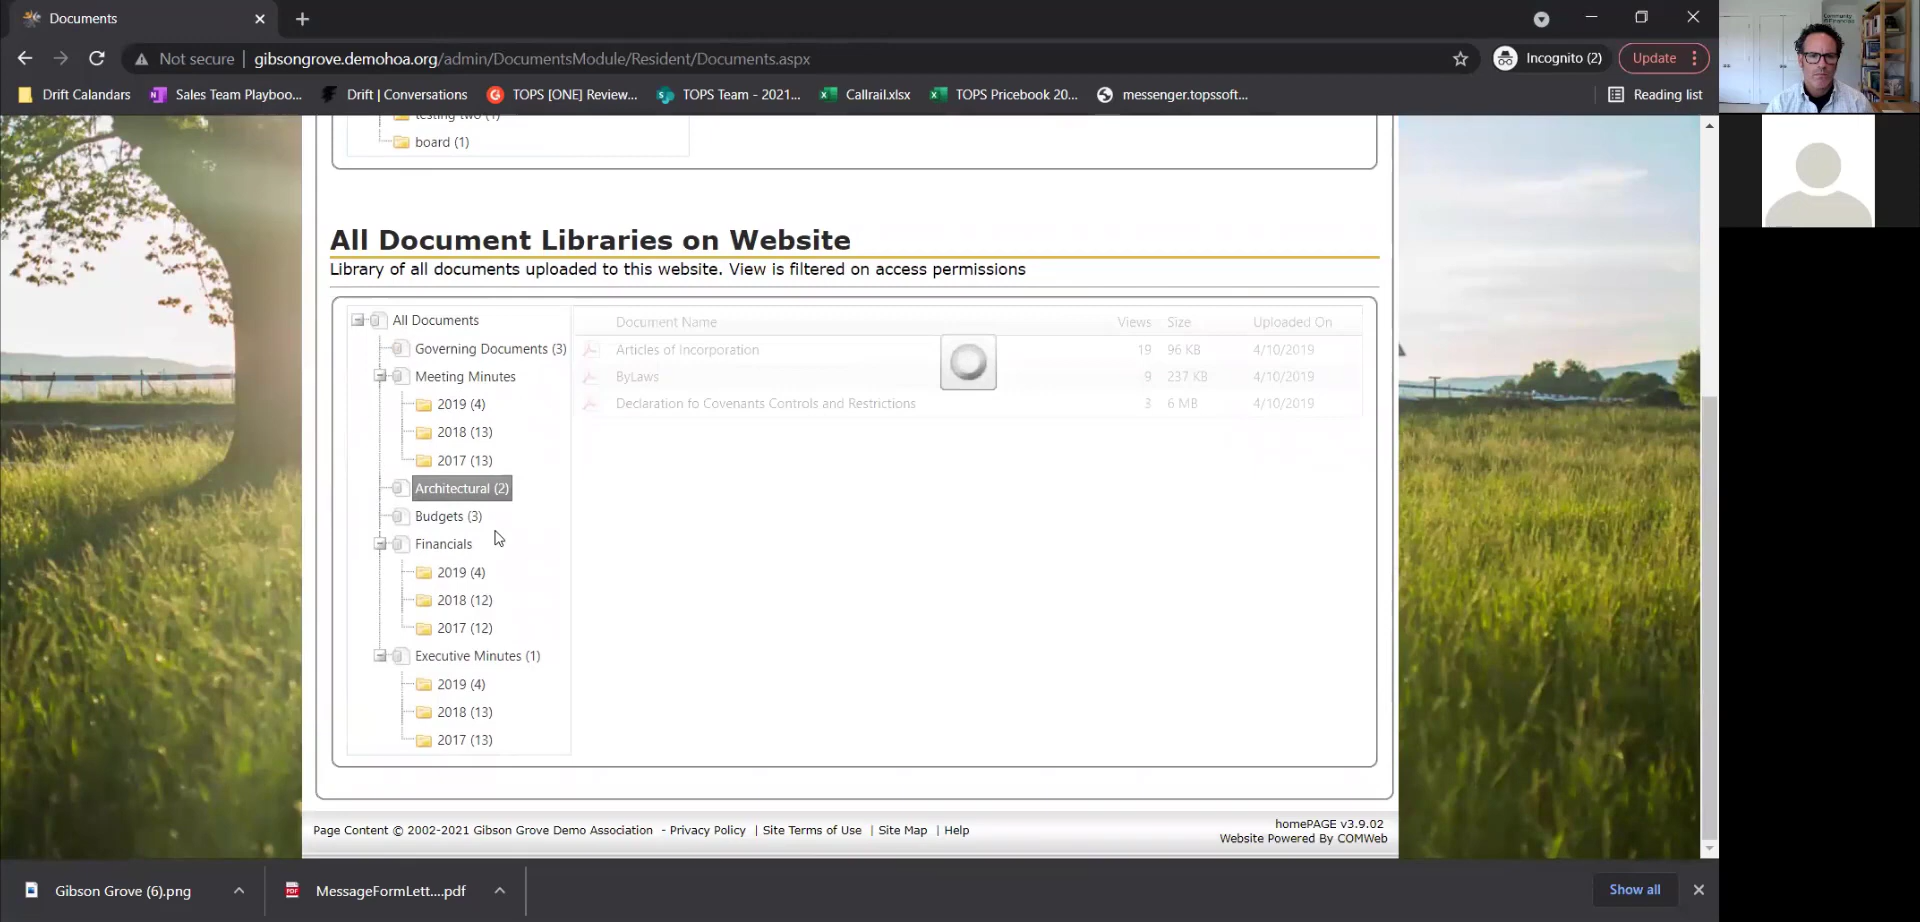 Documents
Not secure
gibsongrove.demohoa.org/admin/DocumentsModule/Resident/Documents.aspx
Incognito (2)
Update
Drift Calandars
Sales Team Playboo...
Drift | Conversations
TOPS [ONE] Review...
TOPS Team - 2021...
Callrail.xlsx
TOPS Pricebook 20...
messenger.topssoft...
Reading list
testing two (1)
board (1)
All Document Libraries on Website
Library of all documents uploaded to this website. View is filtered on access permissions
All Documents
Governing Documents (3)
Meeting Minutes
2019 (4)
2018 (13)
2017 (13)
Architectural (2)
Budgets (3)
Financials
2019 (4)
2018 (12)
2017 (12)
Executive Minutes (1)
2019 (4)
2018 (13)
2017 (13)
Document Name Views Size Uploaded On
Articles of Incorporation 19 96 KB 4/10/2019
ByLaws 9 237 KB 4/10/2019
Declaration fo Covenants Controls and Restrictions 3 6 MB 4/10/2019
Page Content © 2002-2021 Gibson Grove Demo Association - Privacy Policy | Site Terms of Use | Site Map | Help
homePAGE v3.9.02
Website Powered By COMWeb
Gibson Grove (6).png
MessageFormLett....pdf
Show all